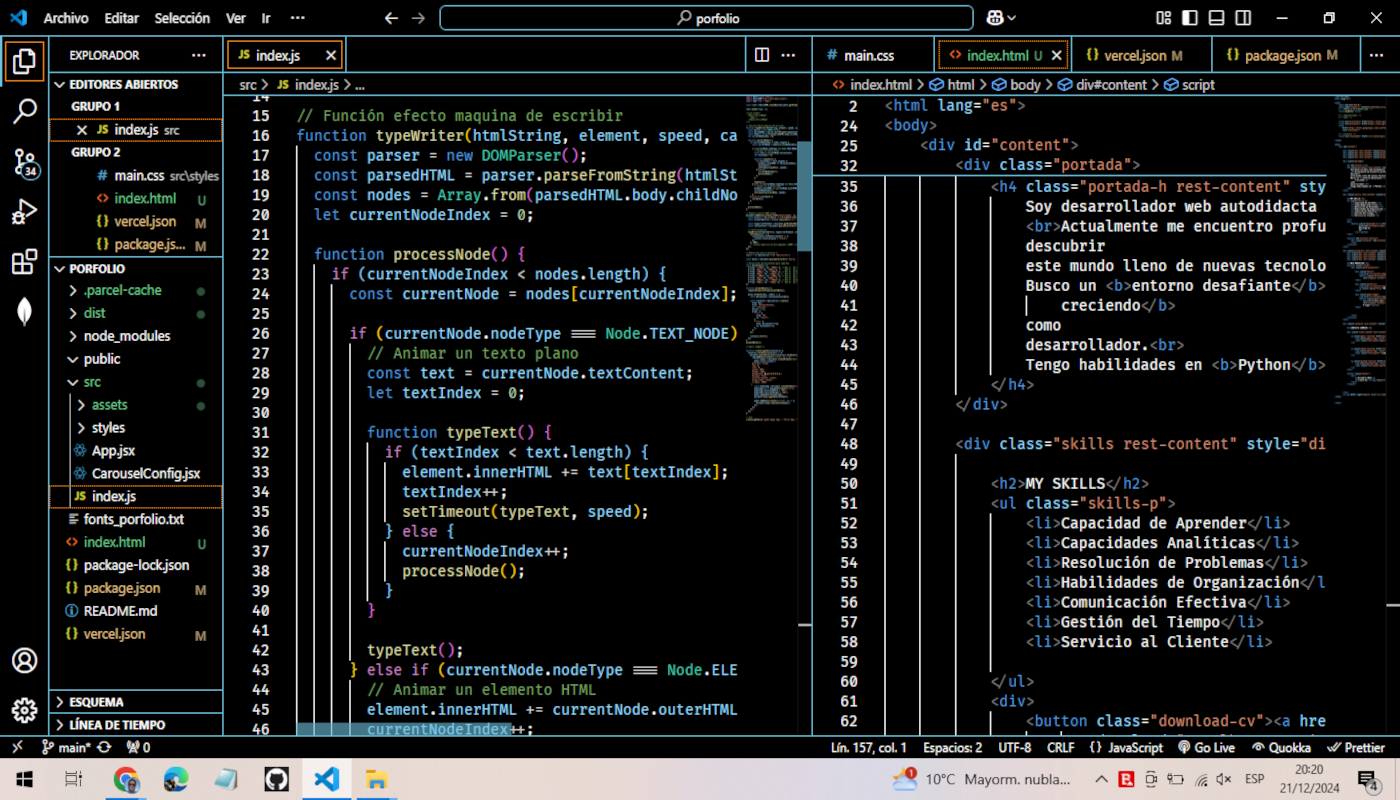 Archivo Editar Selección Ver Ir ··· porfolio
EXPLORADOR ···
EDITORES ABIERTOS
GRUPO 1
JS index.js src
GRUPO 2
# main.css src\styles
<> index.html U
{} vercel.json M
{} package.js... M
PORFOLIO
.parcel-cache
dist
node_modules
public
src
assets
styles
App.jsx
CarouselConfig.jsx
JS index.js
fonts_porfolio.txt
<> index.html U
{} package-lock.json
{} package.json M
README.md
{} vercel.json M
ESQUEMA
LÍNEA DE TIEMPO
34
JS index.js
src > JS index.js > ...
14
15 // Función efecto maquina de escribir
16 function typeWriter(htmlString, element, speed, ca
17 const parser = new DOMParser();
18 const parsedHTML = parser.parseFromString(htmlSt
19 const nodes = Array.from(parsedHTML.body.childNo
20 let currentNodeIndex = 0;
21
22 function processNode() {
23 if (currentNodeIndex < nodes.length) {
24 const currentNode = nodes[currentNodeIndex];
25
26 if (currentNode.nodeType === Node.TEXT_NODE)
27 // Animar un texto plano
28 const text = currentNode.textContent;
29 let textIndex = 0;
30
31 function typeText() {
32 if (textIndex < text.length) {
33 element.innerHTML += text[textIndex];
34 textIndex++;
35 setTimeout(typeText, speed);
36 } else {
37 currentNodeIndex++;
38 processNode();
39 }
40 }
41
42 typeText();
43 } else if (currentNode.nodeType === Node.ELE
44 // Animar un elemento HTML
45 element.innerHTML += currentNode.outerHTML
46 currentNodeIndex++;
# main.css <> index.html U {} vercel.json M {} package.json M ···
<> index.html > html > body > div#content > script
2 <html lang="es">
24 <body>
25 <div id="content">
32 <div class="portada">
35 <h4 class="portada-h rest-content" sty
36 Soy desarrollador web autodidacta
37 <br>Actualmente me encuentro profu
38 descubrir
39 este mundo lleno de nuevas tecnolo
40 Busco un <b>entorno desafiante</b>
41 creciendo</b>
42 como
43 desarrollador.<br>
44 Tengo habilidades en <b>Python</b>
45 </h4>
46 </div>
47
48 <div class="skills rest-content" style="di
49
50 <h2>MY SKILLS</h2>
51 <ul class="skills-p">
52 <li>Capacidad de Aprender</li>
53 <li>Capacidades Analíticas</li>
54 <li>Resolución de Problemas</li>
55 <li>Habilidades de Organización</l
56 <li>Comunicación Efectiva</li>
57 <li>Gestión del Tiempo</li>
58 <li>Servicio al Cliente</li>
59
60 </ul>
61 <div>
62 <button class="download-cv"><a hre
main* 0 Lín. 157, col. 1 Espacios: 2 UTF-8 CRLF {} JavaScript Go Live Quokka Prettier
1 10°C Mayorm. nubla... ESP 20:20
21/12/2024 4